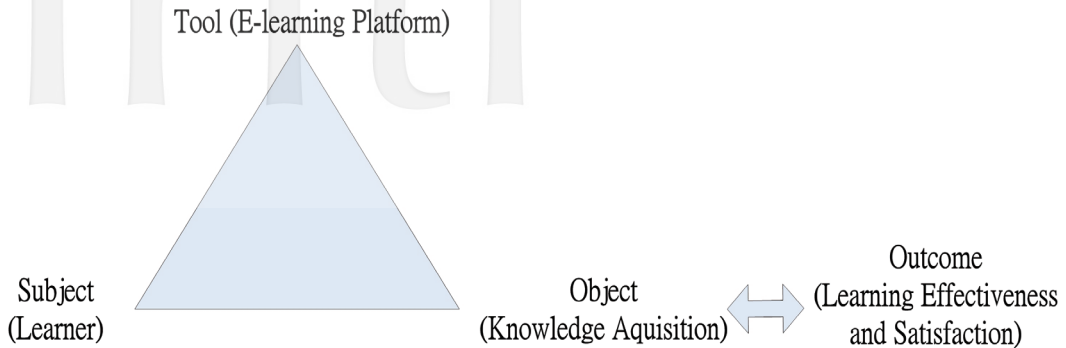 Tool (E-learning Platform)
Subject
(Learner)
Object
(Knowledge Aquisition)
Outcome
(Learning Effectiveness
and Satisfaction)